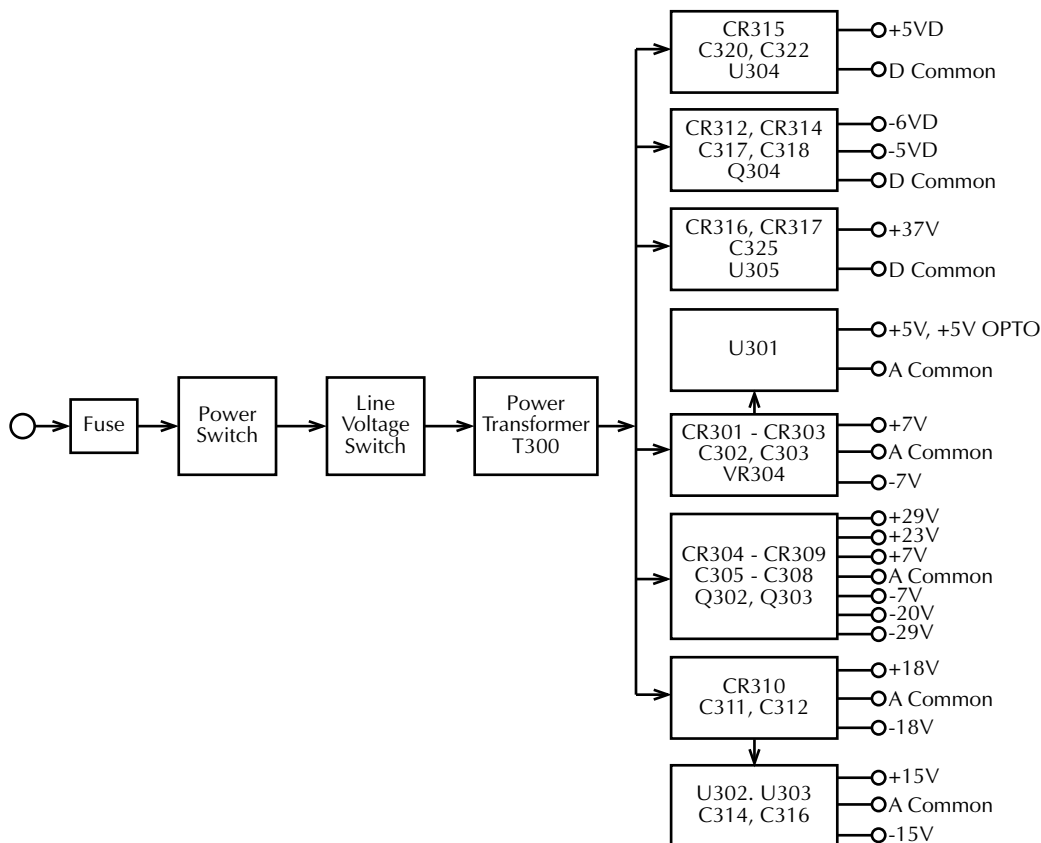 Fuse
Power
Switch
Line
Voltage
Switch
Power
Transformer
T300
CR315
C320, C322
U304
+5VD
D Common
CR312, CR314
C317, C318
Q304
-6VD
-5VD
D Common
CR316, CR317
C325
U305
+37V
D Common
U301
+5V, +5V OPTO
A Common
CR301 - CR303
C302, C303
VR304
+7V
A Common
-7V
CR304 - CR309
C305 - C308
Q302, Q303
+29V
+23V
+7V
A Common
-7V
-20V
-29V
CR310
C311, C312
+18V
A Common
-18V
U302. U303
C314, C316
+15V
A Common
-15V